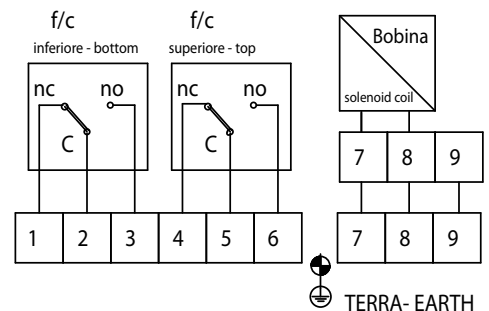 f/c f/c
inferiore - bottom superiore - top
Bobina
solenoid coil
nc no nc no
C C
7 8 9
1 2 3 4 5 6 7 8 9
TERRA- EARTH